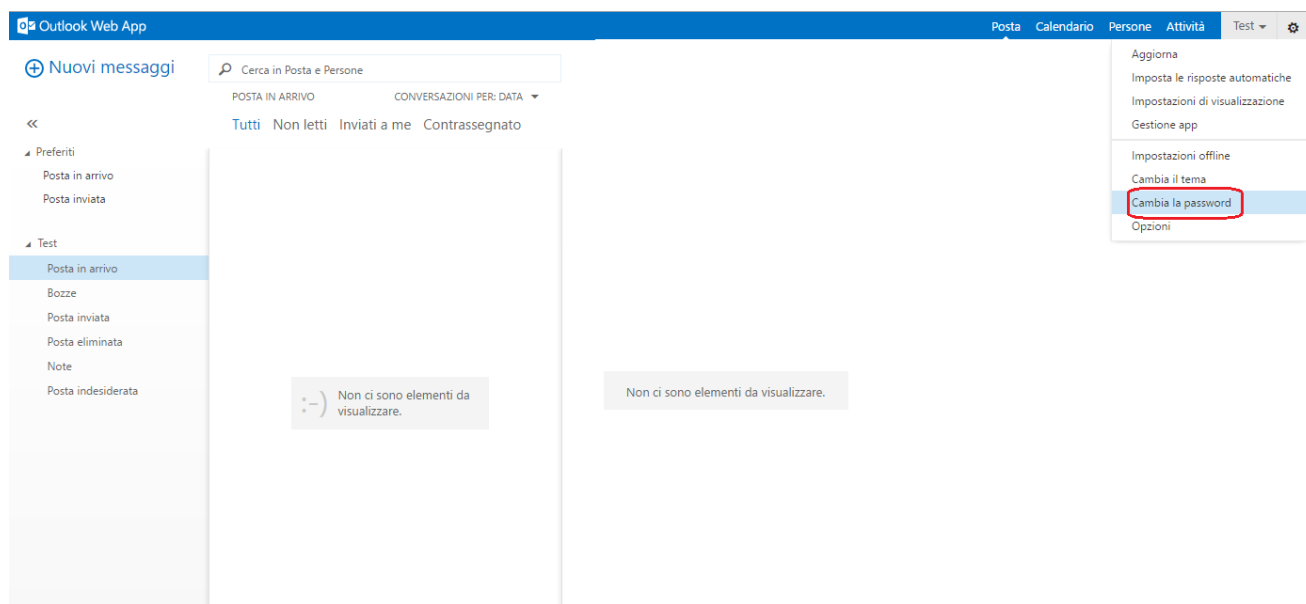 Outlook Web App
Posta Calendario Persone Attività Test
Nuovi messaggi
Cerca in Posta e Persone
POSTA IN ARRIVO CONVERSAZIONI PER: DATA
Tutti Non letti Inviati a me Contrassegnato
Preferiti
Posta in arrivo
Posta inviata
Test
Posta in arrivo
Bozze
Posta inviata
Posta eliminata
Note
Posta indesiderata
:-)
Non ci sono elementi da
visualizzare.
Non ci sono elementi da visualizzare.
Aggiorna
Imposta le risposte automatiche
Impostazioni di visualizzazione
Gestione app
Impostazioni offline
Cambia il tema
Cambia la password
Opzioni